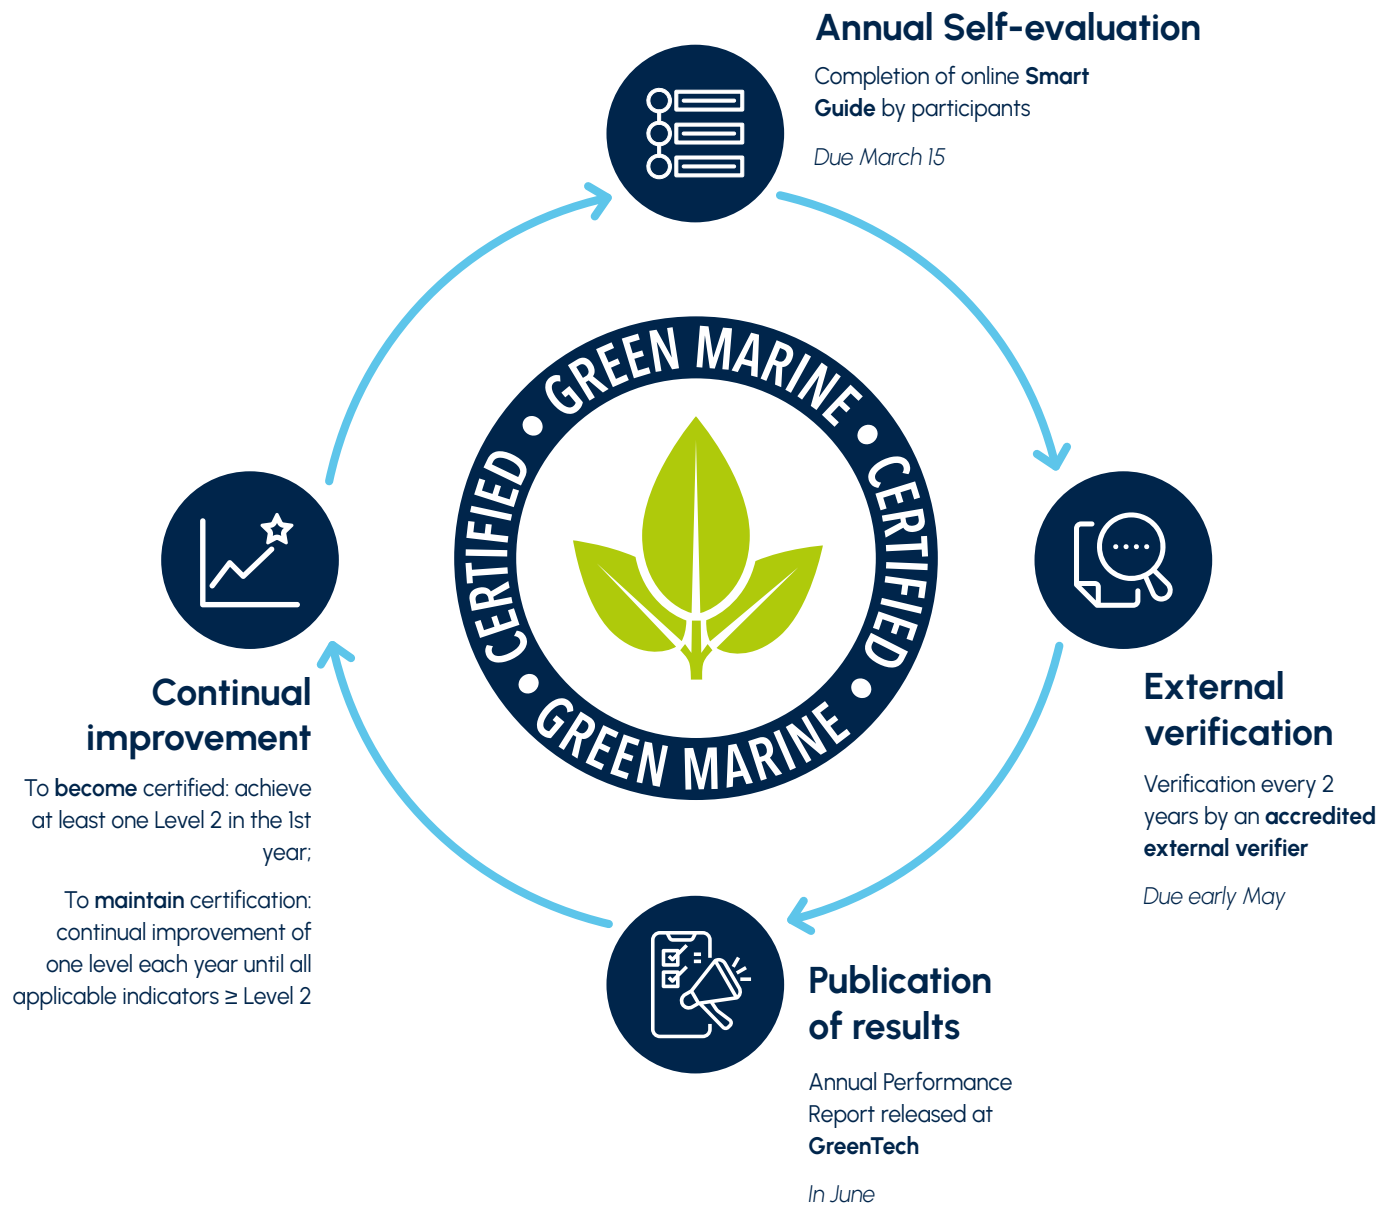 Annual Self-evaluation
Completion of online Smart
Guide by participants
Due March 15
GREEN MARINE • CERTIFIED • GREEN MARINE • CERTIFIED •
External
verification
Verification every 2
years by an accredited
external verifier
Due early May
Publication
of results
Annual Performance
Report released at
GreenTech
In June
Continual
improvement
To become certified: achieve
at least one Level 2 in the 1st
year;
To maintain certification:
continual improvement of
one level each year until all
applicable indicators ≥ Level 2